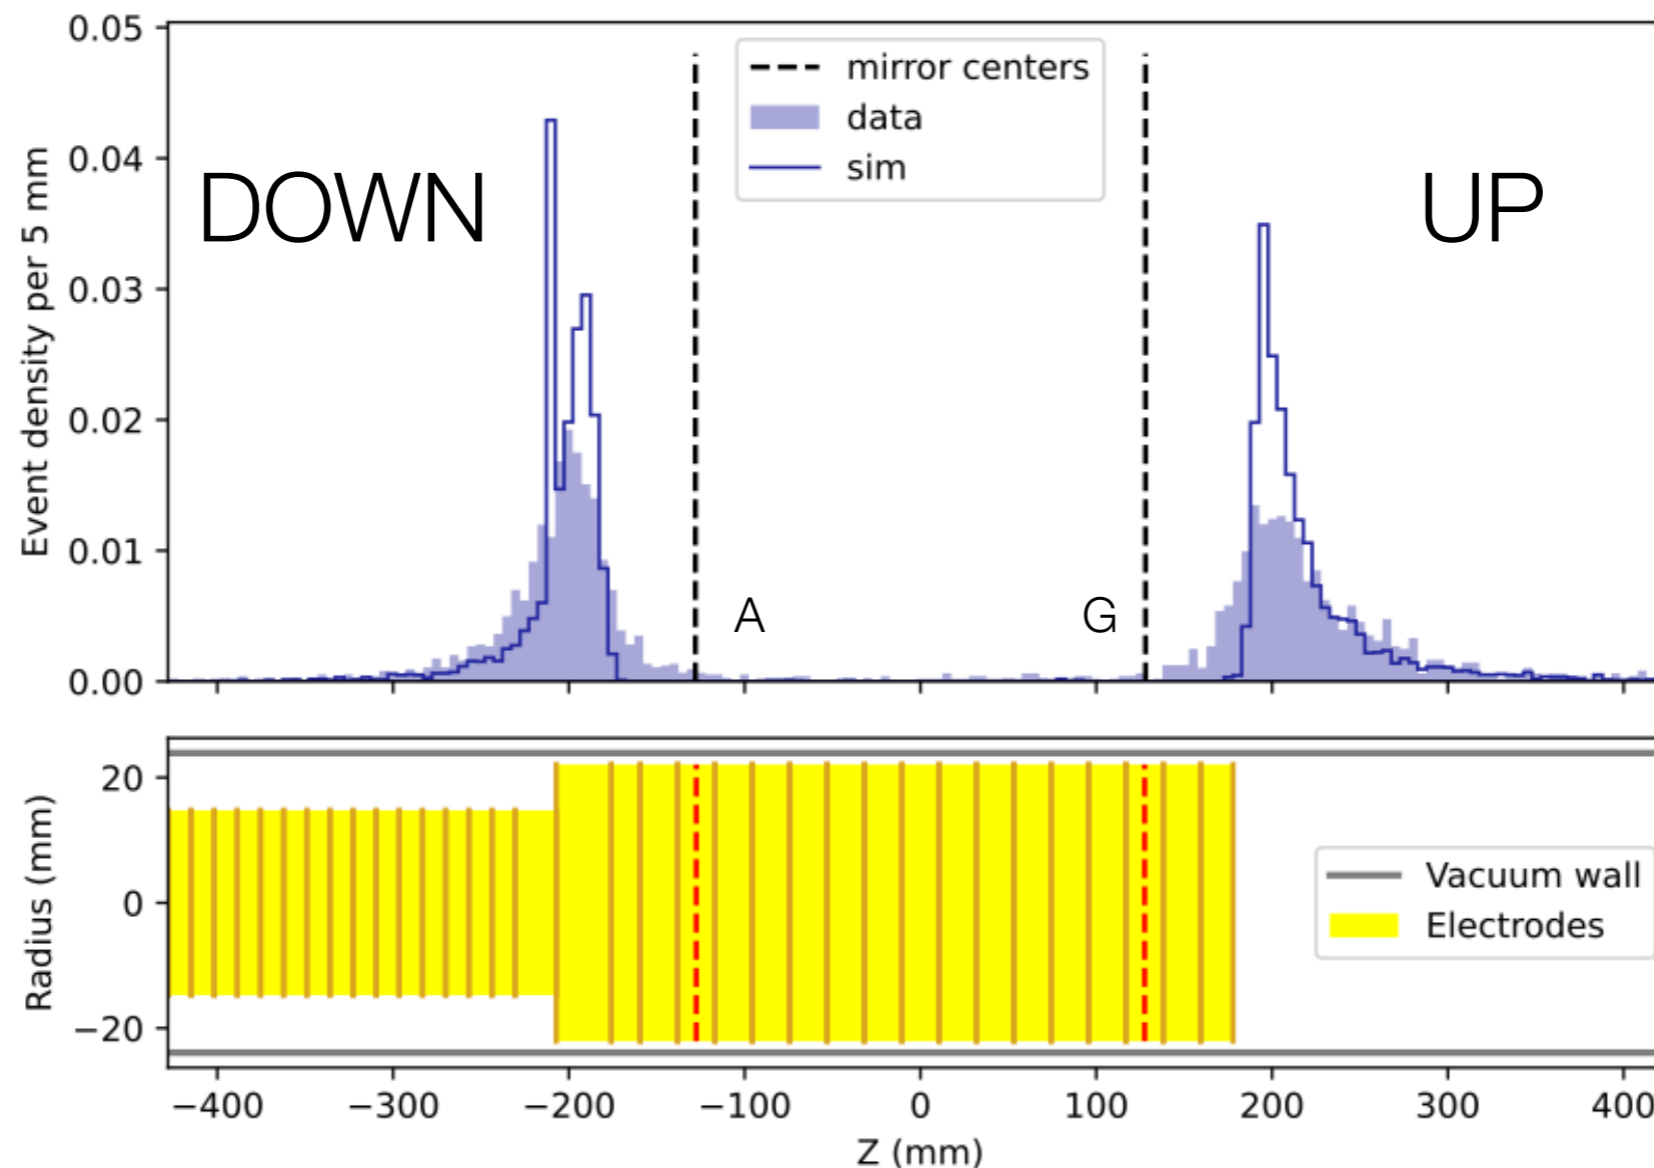 0.05
0.04
0.03
0.02
0.01
0.00
Event density per 5 mm
mirror centers
data
sim
DOWN
UP
A
G
20
0
−20
Radius (mm)
Vacuum wall
Electrodes
−400
−300
−200
−100
0
100
200
300
400
Z (mm)